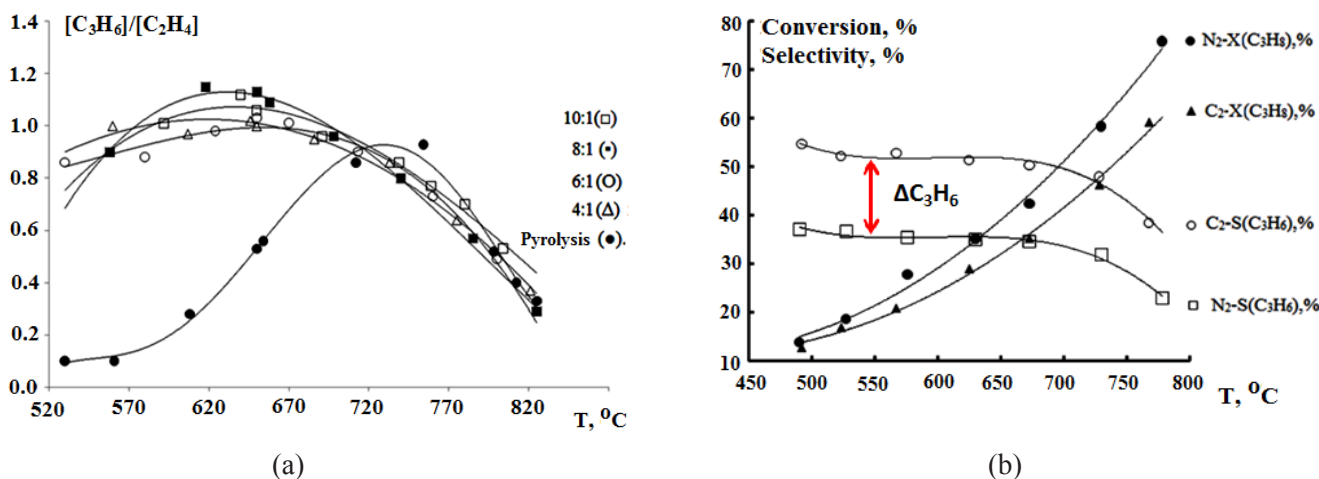 [C₃H₆]/[C₂H₄]
1.4
1.2
1.0
0.8
0.6
0.4
0.2
0.0
520 570 620 670 720 770 820
T, ⁰C
10:1(□)
8:1 (▪)
6:1(O)
4:1(Δ)
Pyrolysis (●).
(a)
Conversion, %
Selectivity, %
80
70
60
50
40
30
20
10
450 500 550 600 650 700 750 800
T, ⁰C
ΔC₃H₆
N₂-X(C₃H₈),%
C₂-X(C₃H₈),%
C₂-S(C₃H₆),%
N₂-S(C₃H₆),%
(b)